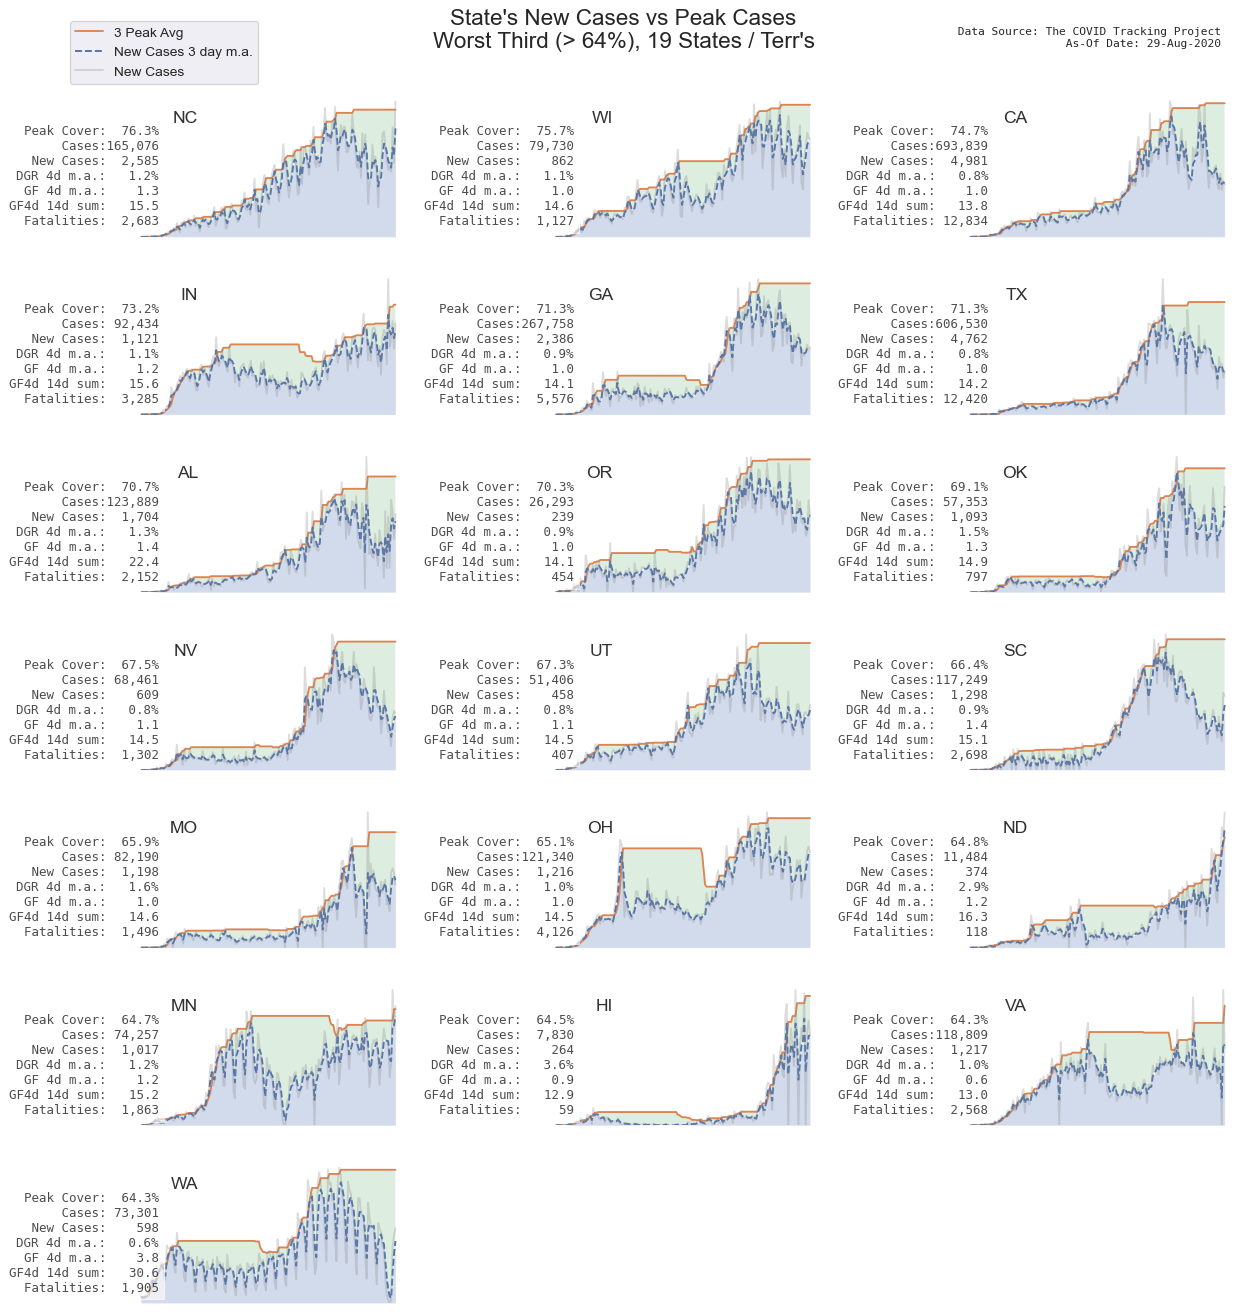 State's New Cases vs Peak Cases
Worst Third (> 64%), 19 States / Terr's
3 Peak Avg
New Cases 3 day m.a.
New Cases
Data Source: The COVID Tracking Project
As-Of Date: 29-Aug-2020
NC
Peak Cover: 76.3%
Cases:165,076
New Cases: 2,585
DGR 4d m.a.: 1.2%
GF 4d m.a.: 1.3
GF4d 14d sum: 15.5
Fatalities: 2,683
WI
Peak Cover: 75.7%
Cases: 79,730
New Cases: 862
DGR 4d m.a.: 1.1%
GF 4d m.a.: 1.0
GF4d 14d sum: 14.6
Fatalities: 1,127
CA
Peak Cover: 74.7%
Cases:693,839
New Cases: 4,981
DGR 4d m.a.: 0.8%
GF 4d m.a.: 1.0
GF4d 14d sum: 13.8
Fatalities: 12,834
IN
Peak Cover: 73.2%
Cases: 92,434
New Cases: 1,121
DGR 4d m.a.: 1.1%
GF 4d m.a.: 1.2
GF4d 14d sum: 15.6
Fatalities: 3,285
GA
Peak Cover: 71.3%
Cases:267,758
New Cases: 2,386
DGR 4d m.a.: 0.9%
GF 4d m.a.: 1.0
GF4d 14d sum: 14.1
Fatalities: 5,576
TX
Peak Cover: 71.3%
Cases:606,530
New Cases: 4,762
DGR 4d m.a.: 0.8%
GF 4d m.a.: 1.0
GF4d 14d sum: 14.2
Fatalities: 12,420
AL
Peak Cover: 70.7%
Cases:123,889
New Cases: 1,704
DGR 4d m.a.: 1.3%
GF 4d m.a.: 1.4
GF4d 14d sum: 22.4
Fatalities: 2,152
OR
Peak Cover: 70.3%
Cases: 26,293
New Cases: 239
DGR 4d m.a.: 0.9%
GF 4d m.a.: 1.0
GF4d 14d sum: 14.1
Fatalities: 454
OK
Peak Cover: 69.1%
Cases: 57,353
New Cases: 1,093
DGR 4d m.a.: 1.5%
GF 4d m.a.: 1.3
GF4d 14d sum: 14.9
Fatalities: 797
NV
Peak Cover: 67.5%
Cases: 68,461
New Cases: 609
DGR 4d m.a.: 0.8%
GF 4d m.a.: 1.1
GF4d 14d sum: 14.5
Fatalities: 1,302
UT
Peak Cover: 67.3%
Cases: 51,406
New Cases: 458
DGR 4d m.a.: 0.8%
GF 4d m.a.: 1.1
GF4d 14d sum: 14.5
Fatalities: 407
SC
Peak Cover: 66.4%
Cases:117,249
New Cases: 1,298
DGR 4d m.a.: 0.9%
GF 4d m.a.: 1.4
GF4d 14d sum: 15.1
Fatalities: 2,698
MO
Peak Cover: 65.9%
Cases: 82,190
New Cases: 1,198
DGR 4d m.a.: 1.6%
GF 4d m.a.: 1.0
GF4d 14d sum: 14.6
Fatalities: 1,496
OH
Peak Cover: 65.1%
Cases:121,340
New Cases: 1,216
DGR 4d m.a.: 1.0%
GF 4d m.a.: 1.0
GF4d 14d sum: 14.5
Fatalities: 4,126
ND
Peak Cover: 64.8%
Cases: 11,484
New Cases: 374
DGR 4d m.a.: 2.9%
GF 4d m.a.: 1.2
GF4d 14d sum: 16.3
Fatalities: 118
MN
Peak Cover: 64.7%
Cases: 74,257
New Cases: 1,017
DGR 4d m.a.: 1.2%
GF 4d m.a.: 1.2
GF4d 14d sum: 15.2
Fatalities: 1,863
HI
Peak Cover: 64.5%
Cases: 7,830
New Cases: 264
DGR 4d m.a.: 3.6%
GF 4d m.a.: 0.9
GF4d 14d sum: 12.9
Fatalities: 59
VA
Peak Cover: 64.3%
Cases:118,809
New Cases: 1,217
DGR 4d m.a.: 1.0%
GF 4d m.a.: 0.6
GF4d 14d sum: 13.0
Fatalities: 2,568
WA
Peak Cover: 64.3%
Cases: 73,301
New Cases: 598
DGR 4d m.a.: 0.6%
GF 4d m.a.: 3.8
GF4d 14d sum: 30.6
Fatalities: 1,905